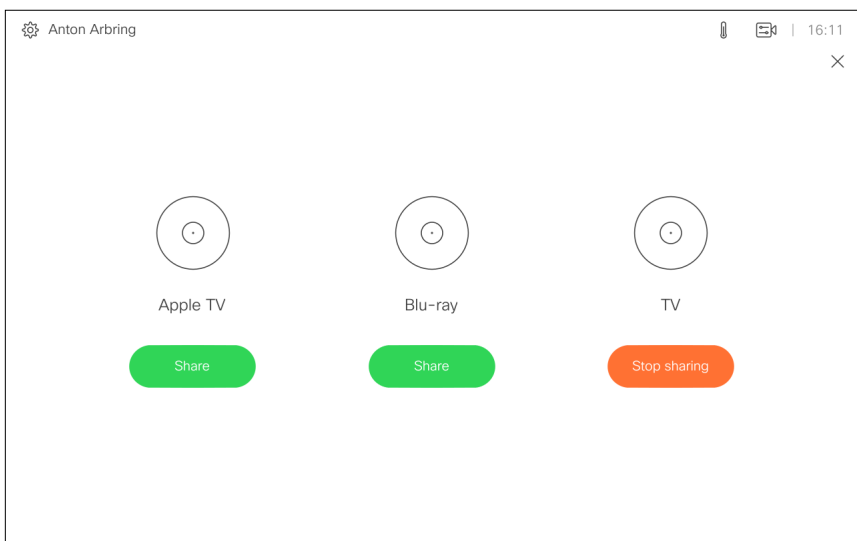 Anton Arbring
| 16:11
Apple TV
Blu-ray
TV
Share
Share
Stop sharing